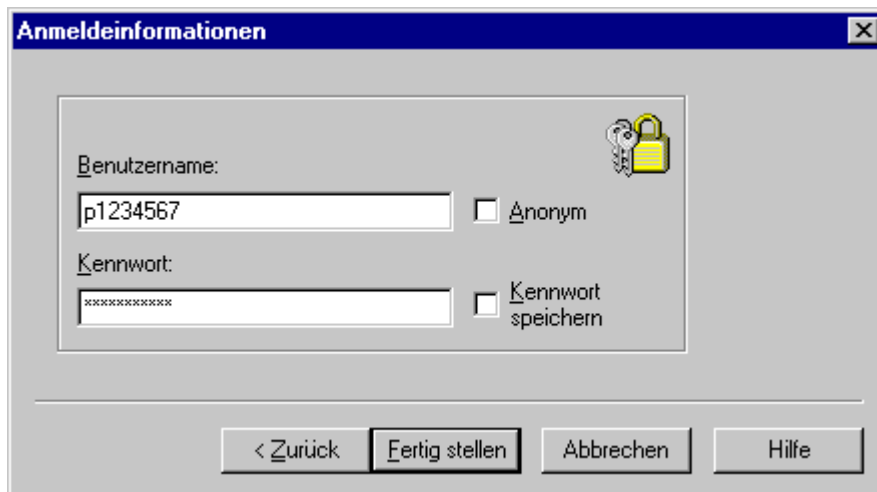 Anmeldeinformationen
Benutzername:
p1234567
Anonym
Kennwort:
***********
Kennwort
speichern
< Zurück
Fertig stellen
Abbrechen
Hilfe